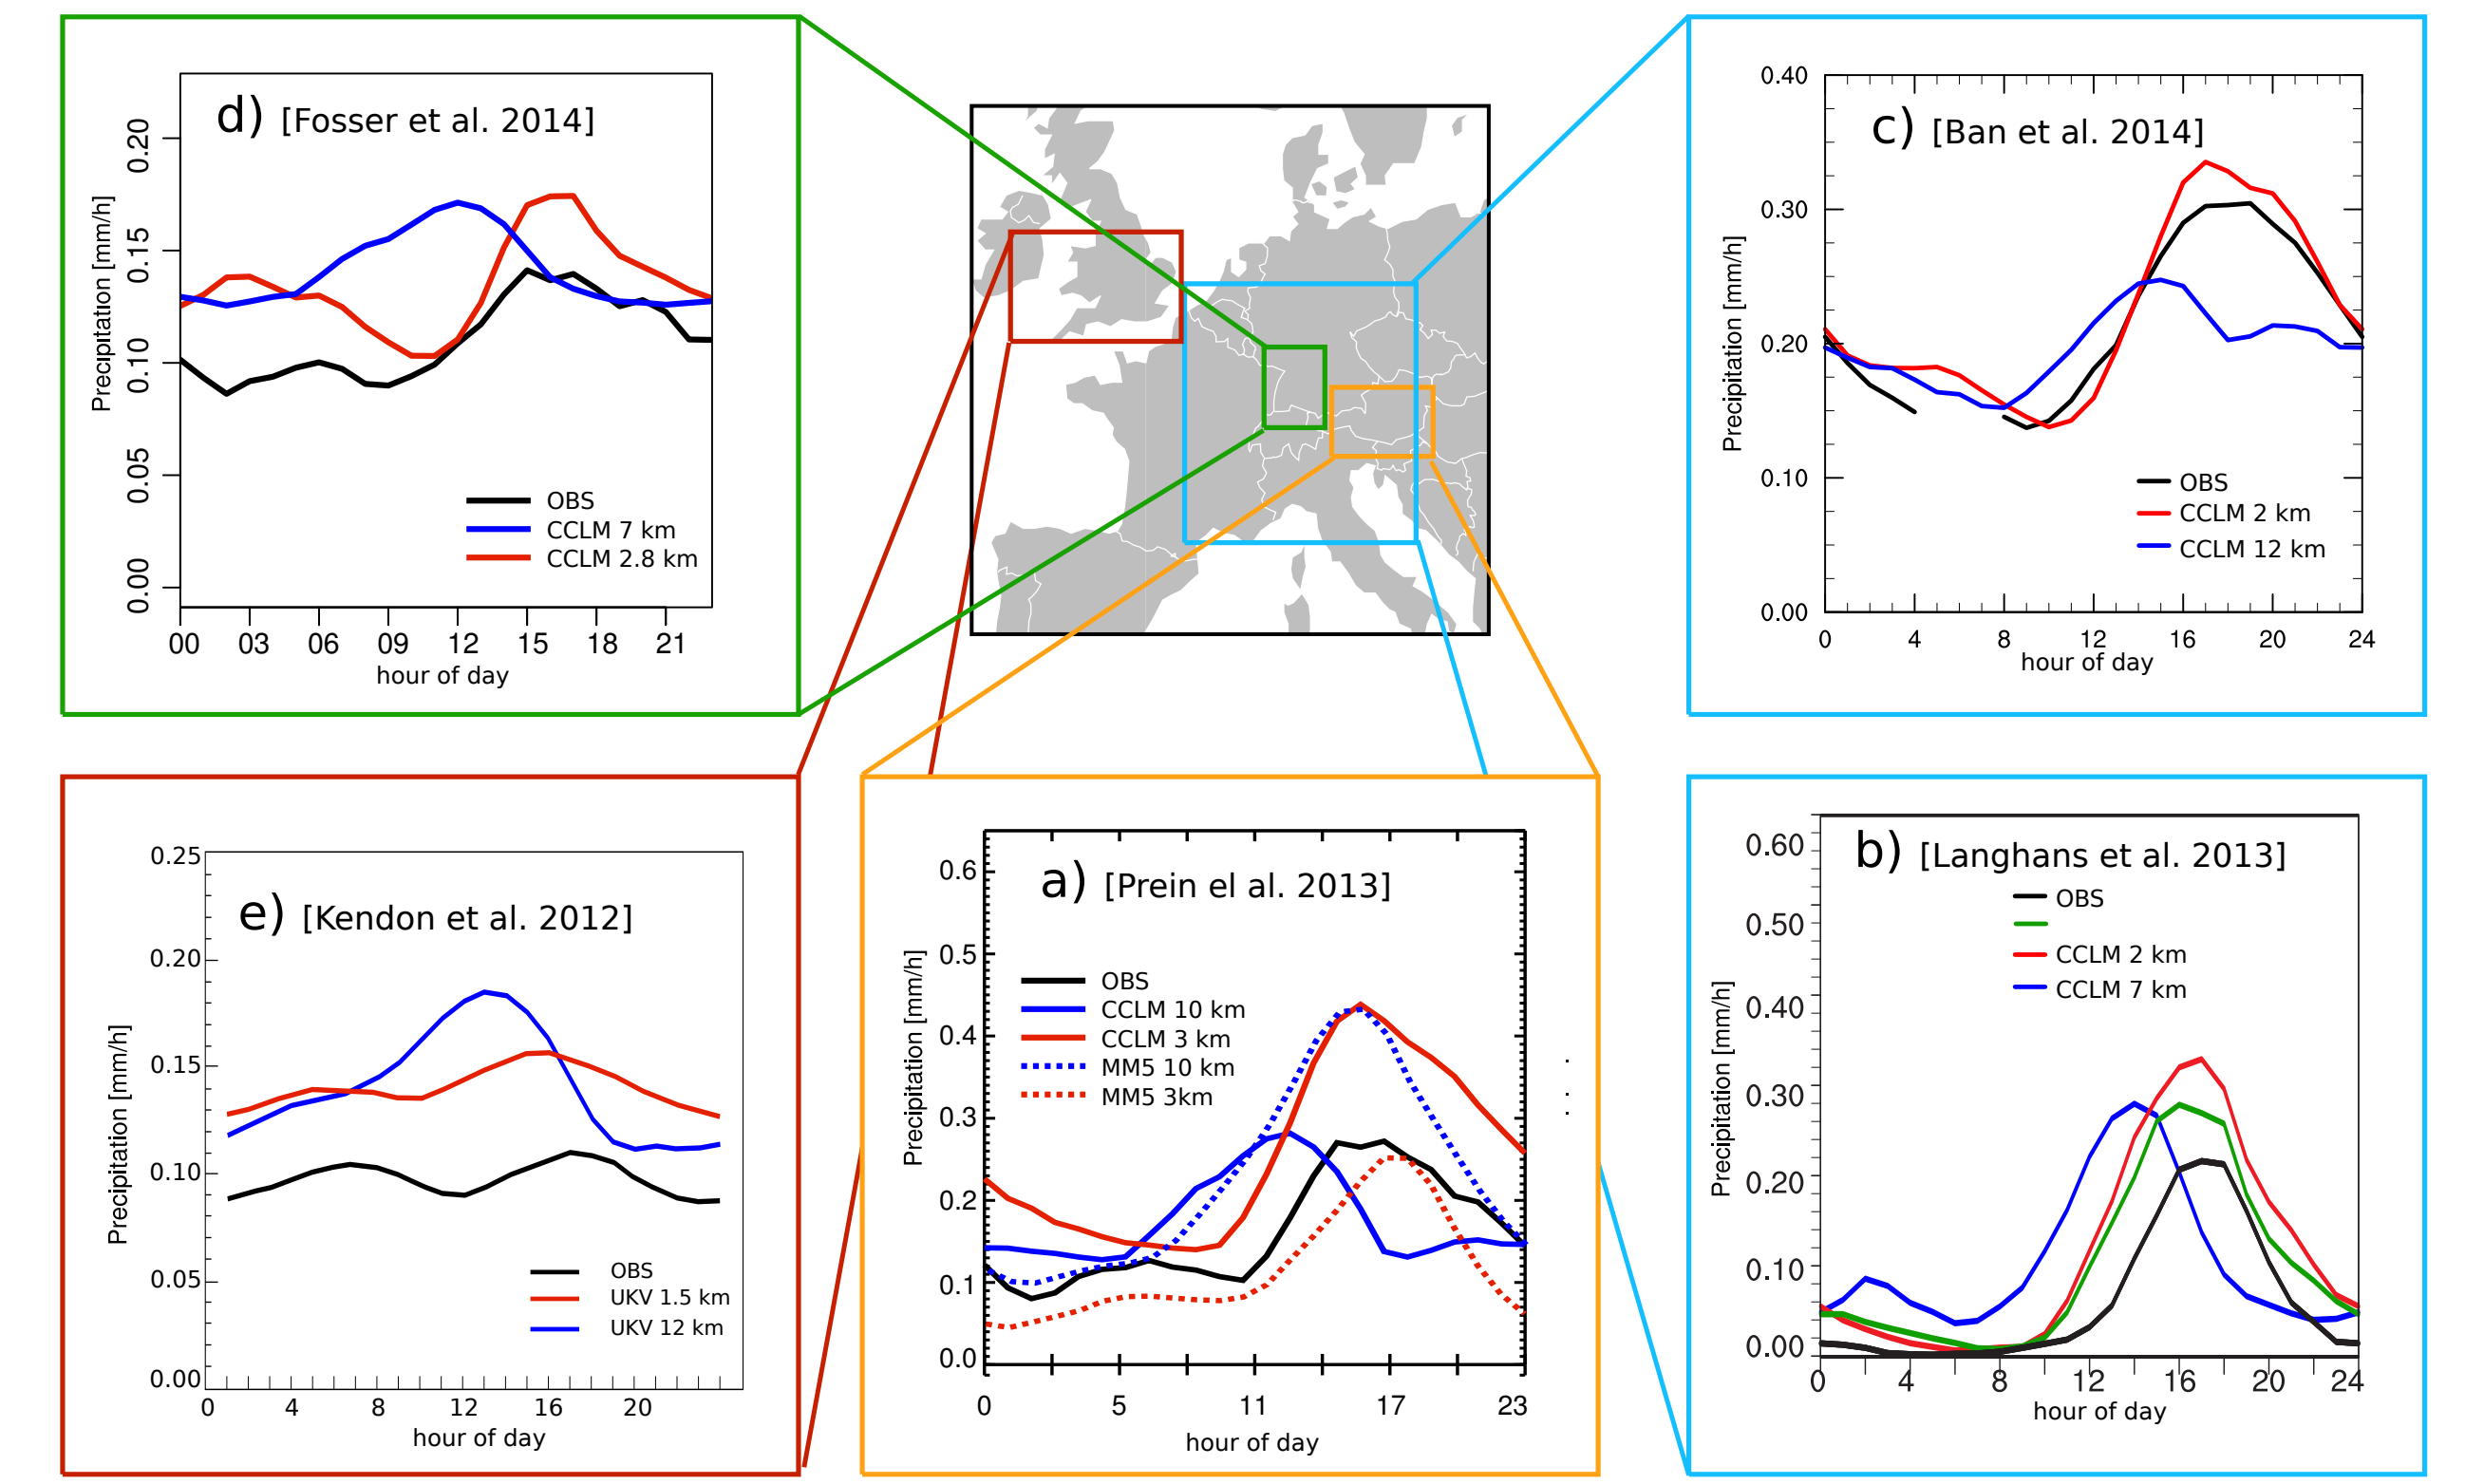 d) [Fosser et al. 2014]
Precipitation [mm/h]
0.20
0.15
0.10
0.05
0.00
OBS
CCLM 7 km
CCLM 2.8 km
00 03 06 09 12 15 18 21
hour of day
c) [Ban et al. 2014]
Precipitation [mm/h]
0.40
0.30
0.20
0.10
0.00
OBS
CCLM 2 km
CCLM 12 km
0 4 8 12 16 20 24
hour of day
e) [Kendon et al. 2012]
Precipitation [mm/h]
0.25
0.20
0.15
0.10
0.05
0.00
OBS
UKV 1.5 km
UKV 12 km
0 4 8 12 16 20
hour of day
a) [Prein el al. 2013]
Precipitation [mm/h]
0.6
0.5
0.4
0.3
0.2
0.1
0.0
OBS
CCLM 10 km
CCLM 3 km
MM5 10 km
MM5 3km
0 5 11 17 23
hour of day
b) [Langhans et al. 2013]
Precipitation [mm/h]
0.60
0.50
0.40
0.30
0.20
0.10
0.00
OBS
CCLM 2 km
CCLM 7 km
0 4 8 12 16 20 24
hour of day